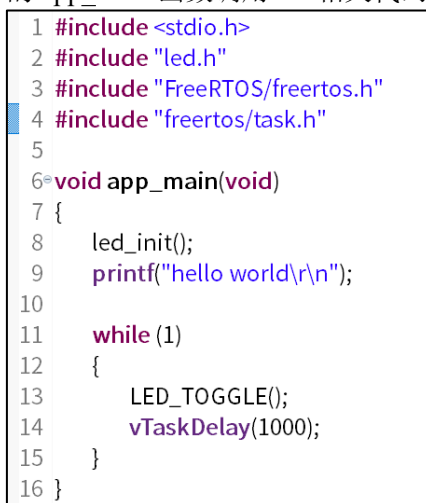 1 #include <stdio.h>
2 #include "led.h"
3 #include "FreeRTOS/freertos.h"
4 #include "freertos/task.h"
5
6 void app_main(void)
7 {
8     led_init();
9     printf("hello world\r\n");
10
11     while (1)
12     {
13         LED_TOGGLE();
14         vTaskDelay(1000);
15     }
16 }